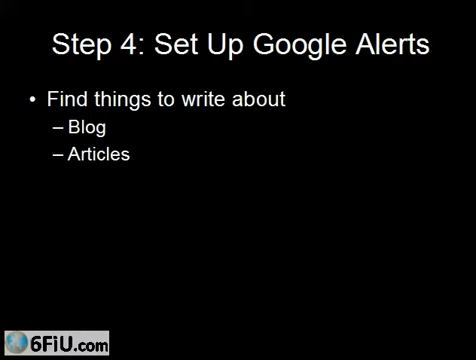 Step 4: Set Up Google Alerts
• Find things to write about
– Blog
– Articles
6FiU.com